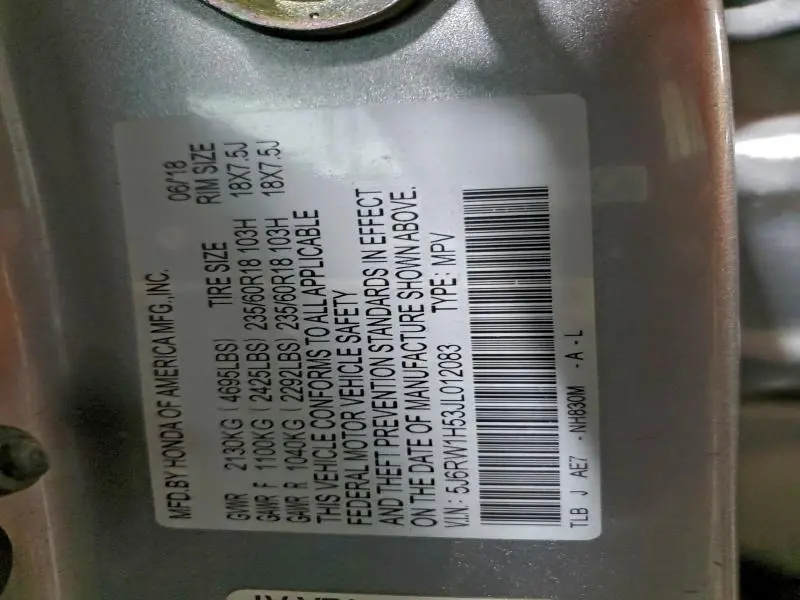 MFD.BY HONDA OF AMERICA MFG.,INC. 06/18
GVWR 2130KG ( 4695LBS) TIRE SIZE RIM SIZE
GAWR F 1100KG ( 2425LBS) 235/60R18 103H 18X7.5J
GAWR R 1040KG ( 2292LBS) 235/60R18 103H 18X7.5J
THIS VEHICLE CONFORMS TO ALL APPLICABLE
FEDERAL MOTOR VEHICLE SAFETY
AND THEFT PREVENTION STANDARDS IN EFFECT
ON THE DATE OF MANUFACTURE SHOWN ABOVE.
V.I.N: 5J6RW1H53JL012083 TYPE: MPV
TLB J AE7 -NH830M -A-L